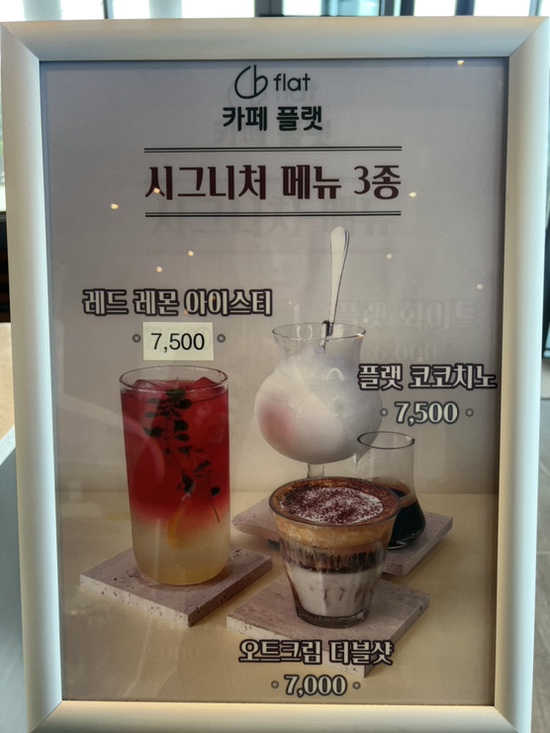 cb flat
카페 플랫
시그니처 메뉴 3종
레드 레몬 아이스티
7,500
플랫 코코치노
· 7,500 ·
오트크림 더블샷
· 7,000 ·